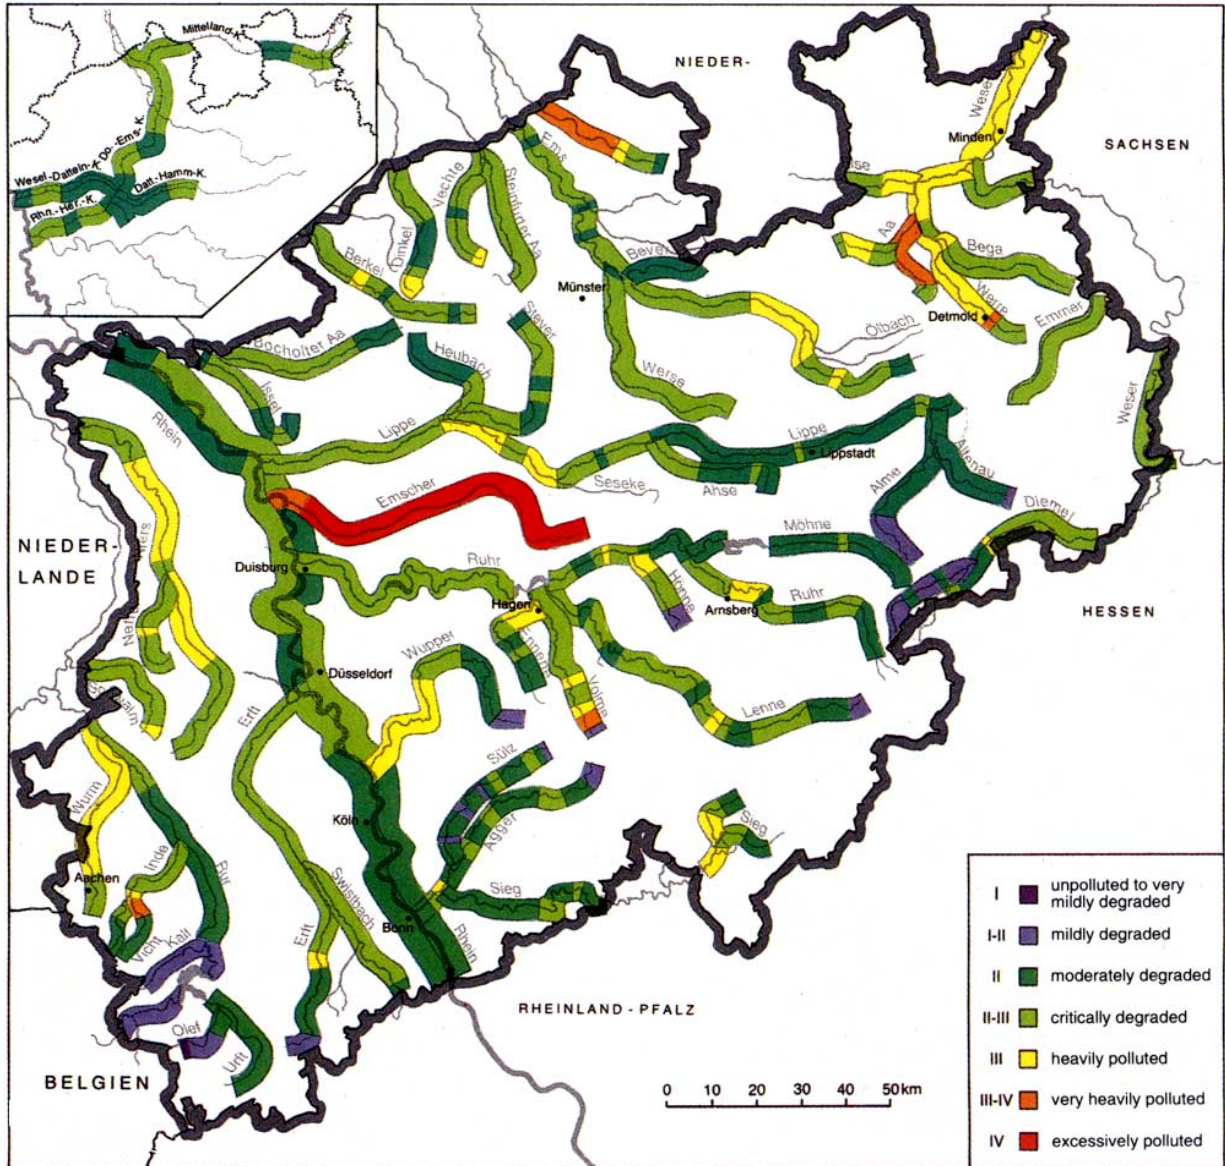 Mittelland-K.
Do.-Ems-K.
Wesel-Datteln-K.
Datt.-Hamm-K.
Rhn.-Her.-K.
NIEDER-
SACHSEN
Weser
Minden
Ems
Vechte
Steinfurter Aa
Dinkel
Berkel
Aa
Bega
Bever
Münster
Werre
Detmold
Emmer
Ölbach
Stever
Bocholter Aa
Heubach
Issel
Werse
Weser
Rhein
Lippe
Lippe
Lippstadt
Altenau
Alme
Seseke
Ahse
Diemel
Emscher
Möhne
NIEDER-
LANDE
Ruhr
Duisburg
Hönne
Hagen
Arnsberg
Ruhr
HESSEN
Wupper
Düsseldorf
Volme
Lenne
Erft
Sülz
Wurm
Köln
Agger
Sieg
Inde
Rur
Aachen
Swistbach
Sieg
Bonn
Vicht
Kall
Erft
Rhein
RHEINLAND-PFALZ
Olef
Urft
BELGIEN
0 10 20 30 40 50 km
I unpolluted to very
mildly degraded
I-II mildly degraded
II moderately degraded
II-III critically degraded
III heavily polluted
III-IV very heavily polluted
IV excessively polluted